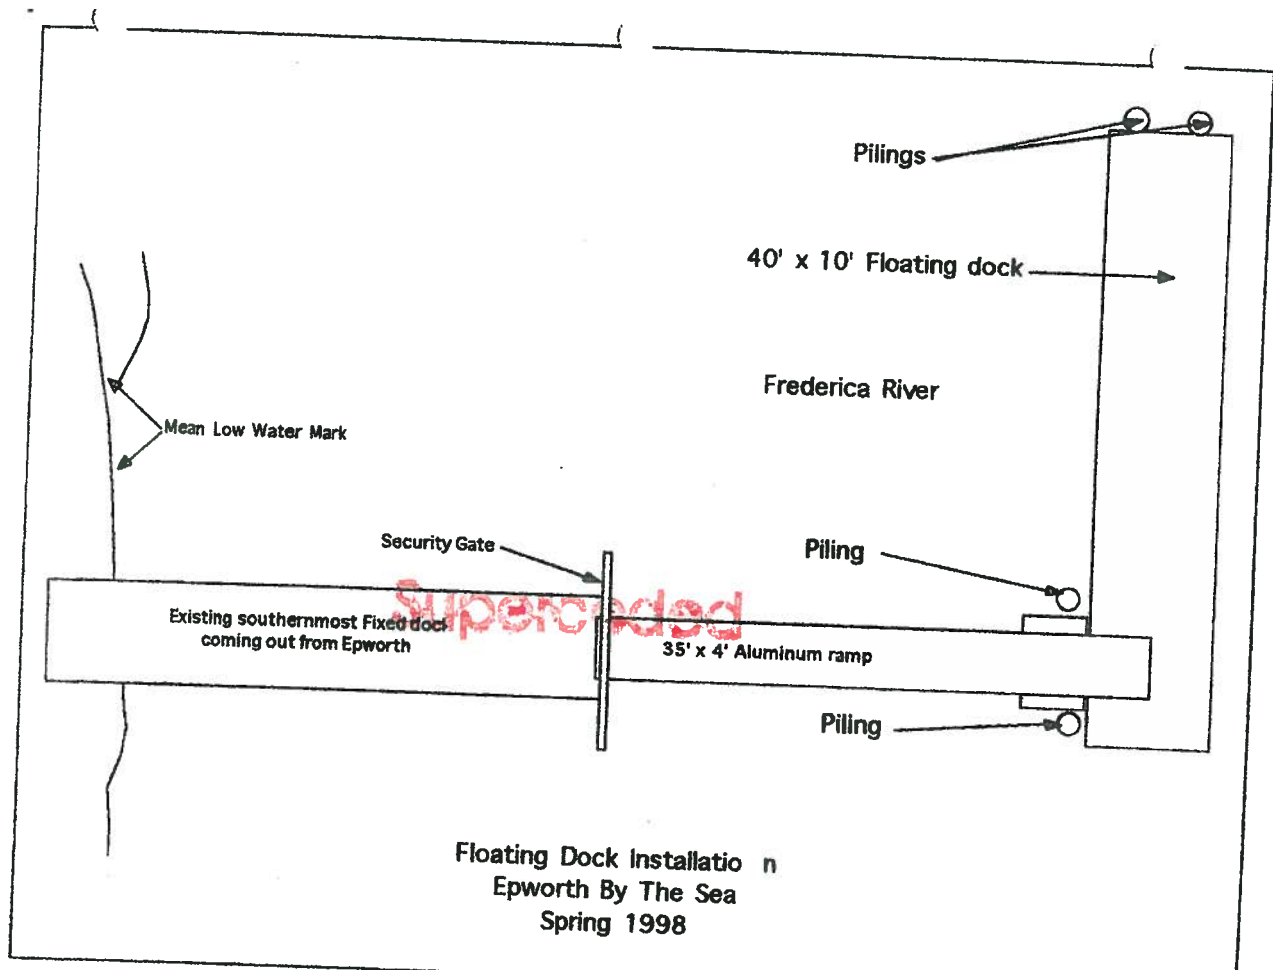 Pilings
40' x 10' Floating dock
Frederica River
Mean Low Water Mark
Security Gate
Piling
Superceded
Existing southernmost Fixed dock
coming out from Epworth
35' x 4' Aluminum ramp
Piling
Floating Dock Installatio n
Epworth By The Sea
Spring 1998